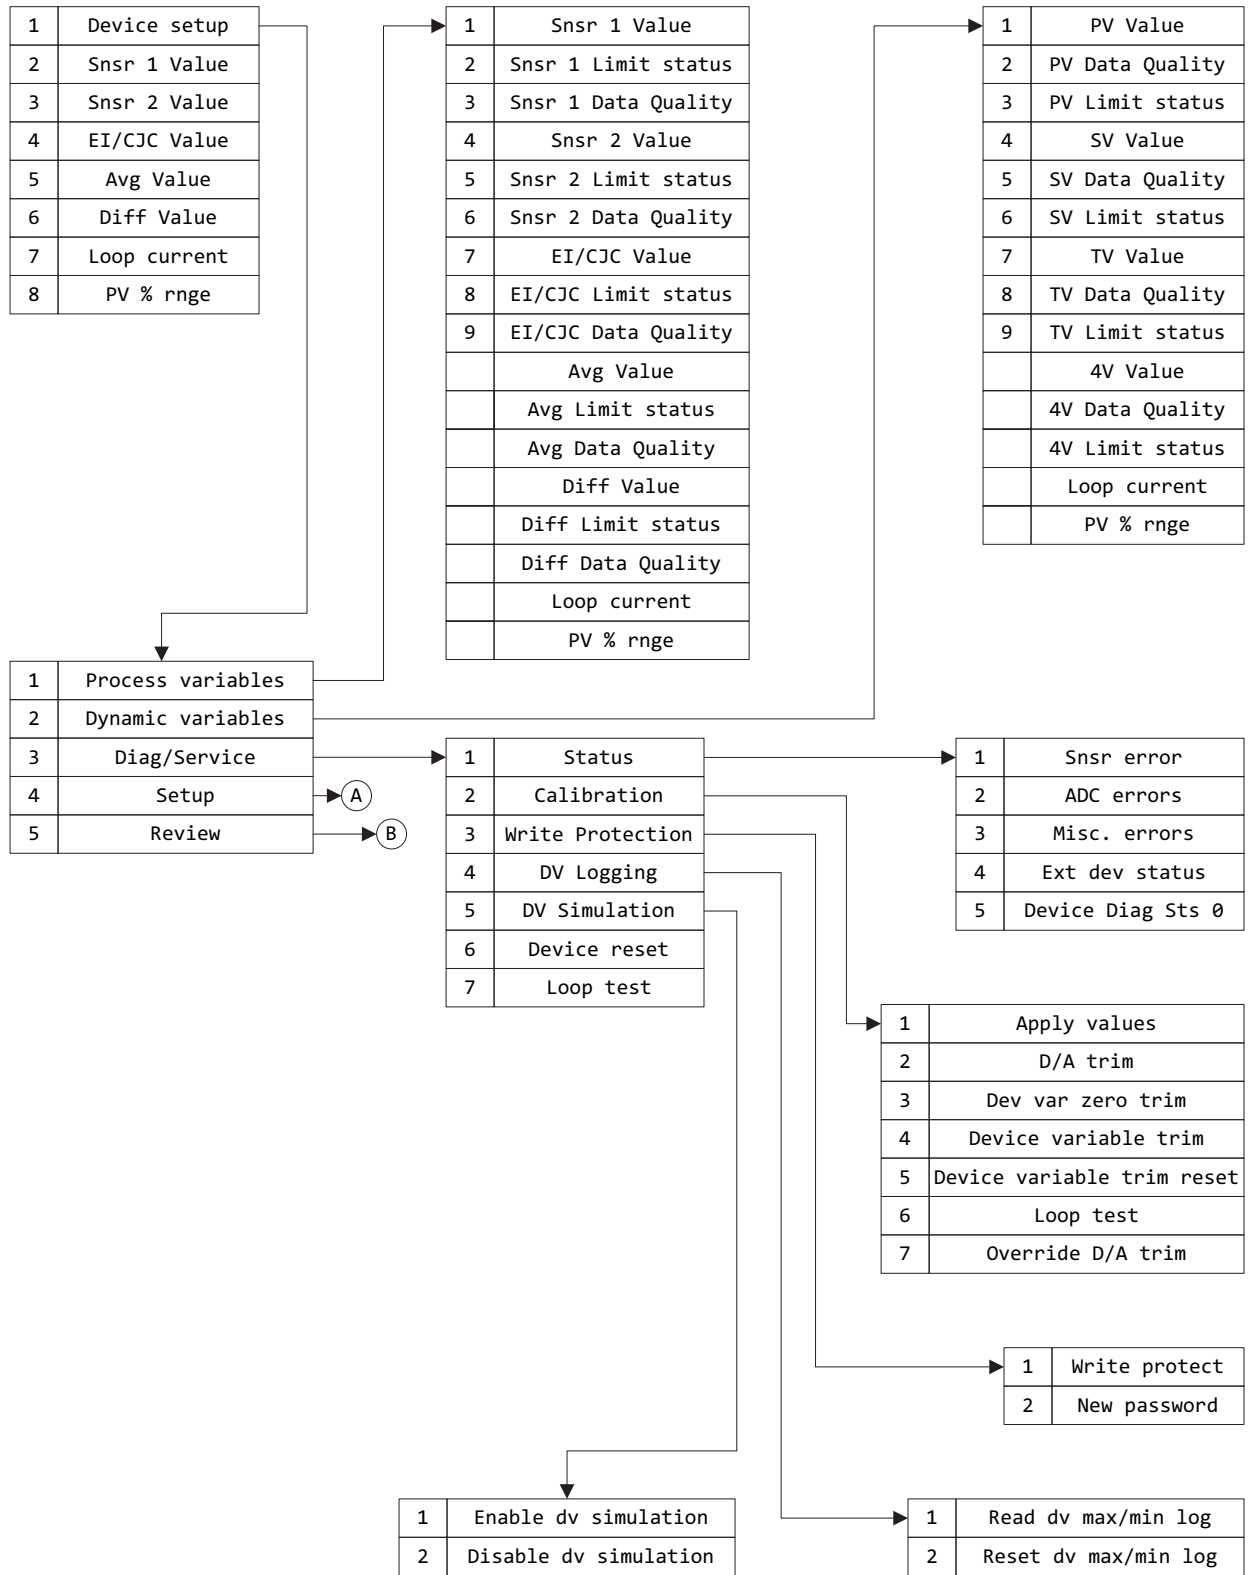 1 Device setup
2 Snsr 1 Value
3 Snsr 2 Value
4 EI/CJC Value
5 Avg Value
6 Diff Value
7 Loop current
8 PV % rnge
1 Snsr 1 Value
2 Snsr 1 Limit status
3 Snsr 1 Data Quality
4 Snsr 2 Value
5 Snsr 2 Limit status
6 Snsr 2 Data Quality
7 EI/CJC Value
8 EI/CJC Limit status
9 EI/CJC Data Quality
Avg Value
Avg Limit status
Avg Data Quality
Diff Value
Diff Limit status
Diff Data Quality
Loop current
PV % rnge
1 PV Value
2 PV Data Quality
3 PV Limit status
4 SV Value
5 SV Data Quality
6 SV Limit status
7 TV Value
8 TV Data Quality
9 TV Limit status
4V Value
4V Data Quality
4V Limit status
Loop current
PV % rnge
1 Process variables
2 Dynamic variables
3 Diag/Service
4 Setup A
5 Review B
1 Status
2 Calibration
3 Write Protection
4 DV Logging
5 DV Simulation
6 Device reset
7 Loop test
1 Snsr error
2 ADC errors
3 Misc. errors
4 Ext dev status
5 Device Diag Sts 0
1 Apply values
2 D/A trim
3 Dev var zero trim
4 Device variable trim
5 Device variable trim reset
6 Loop test
7 Override D/A trim
1 Write protect
2 New password
1 Enable dv simulation
2 Disable dv simulation
1 Read dv max/min log
2 Reset dv max/min log